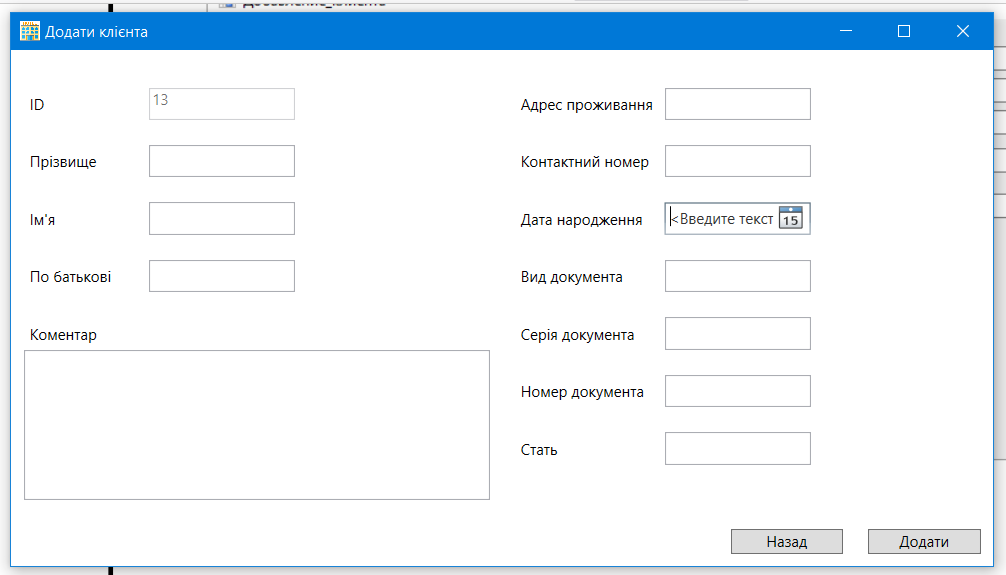 Додати клієнта
ID
13
Прізвище
Ім'я
По батькові
Коментар
Адрес проживання
Контактний номер
Дата народження
<Введите текст
15
Вид документа
Серія документа
Номер документа
Стать
Назад
Додати